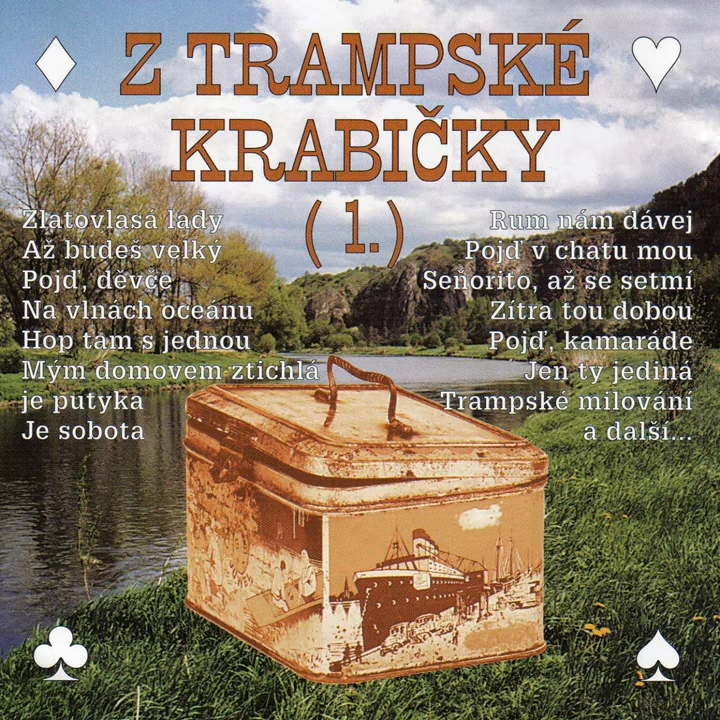 Z TRAMPSKÉ
KRABIČKY
(1.)
Zlatovlasá lady
Až budeš velký
Pojď, děvče
Na vlnách oceánu
Hop tam s jednou
Mým domovem ztichlá
je putyka
Je sobota
Rum nám dávej
Pojď v chatu mou
Seňorito, až se setmí
Zítra tou dobou
Pojď, kamaráde
Jen ty jediná
Trampské milování
a další...